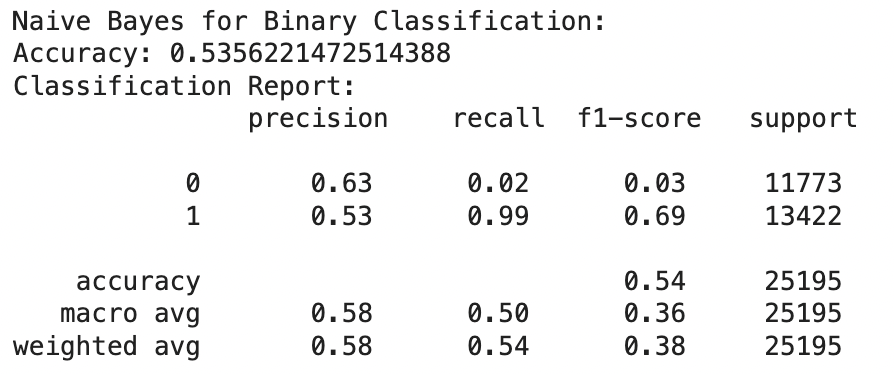 Naive Bayes for Binary Classification:
Accuracy: 0.5356221472514388
Classification Report:
precision recall f1-score support
0 0.63 0.02 0.03 11773
1 0.53 0.99 0.69 13422
accuracy 0.54 25195
macro avg 0.58 0.50 0.36 25195
weighted avg 0.58 0.54 0.38 25195